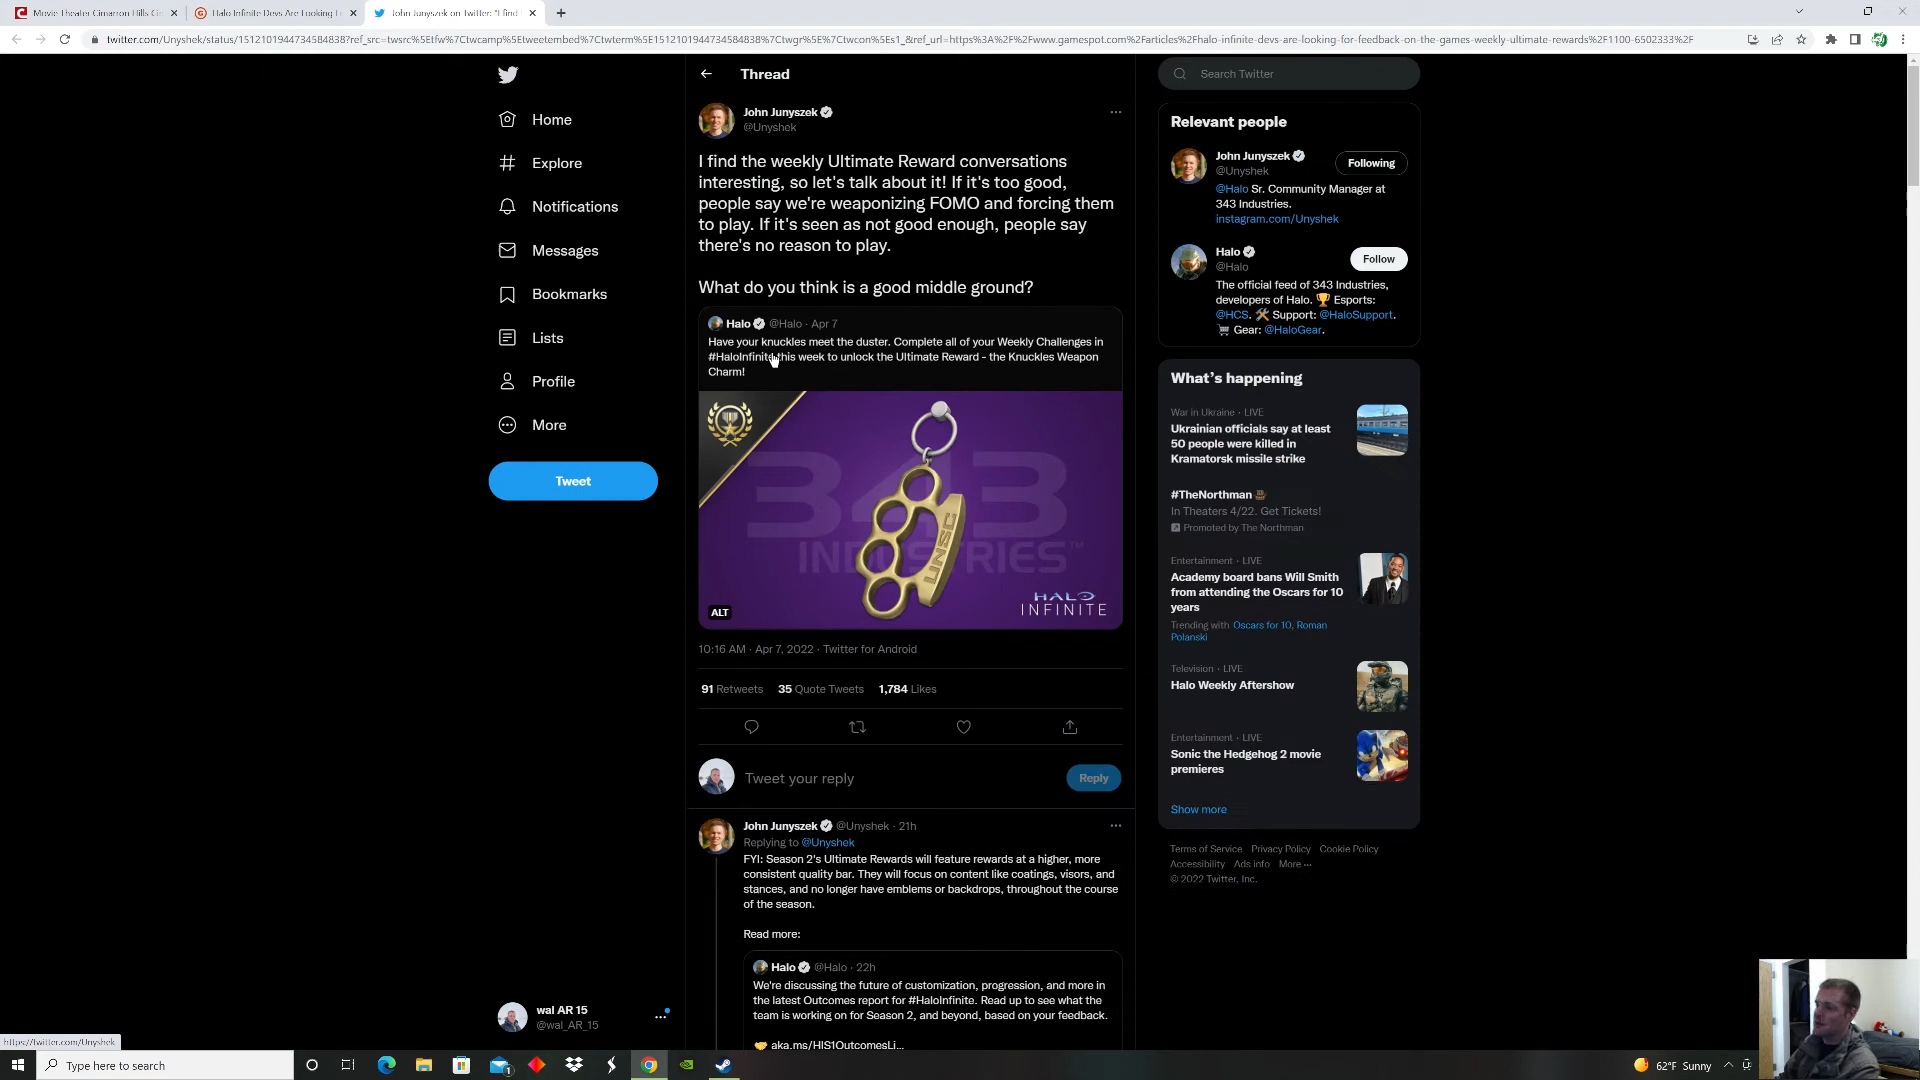 Movie Theater Cimarron Hills Ci
Halo Infinite Devs Are Looking F
John Junyszek on Twitter: "I find
twitter.com/Unyshek/status/1512101944734584838?ref_src=twsrc%5Etfw%7Ctwcamp%5Etweetembed%7Ctwterm%5E1512101944734584838%7Ctwgr%5E%7Ctwcon%5Es1_&ref_url=https%3A%2F%2Fwww.gamespot.com%2Farticles%2Fhalo-infinite-devs-are-looking-for-feedback-on-the-games-weekly-ultimate-rewards%2F1100-6502333%2F
Home
Explore
Notifications
Messages
Bookmarks
Lists
Profile
More
Tweet
wal AR 15
@wal_AR_15
Thread
John Junyszek
@Unyshek
I find the weekly Ultimate Reward conversations
interesting, so let's talk about it! If it's too good,
people say we're weaponizing FOMO and forcing them
to play. If it's seen as not good enough, people say
there's no reason to play.
What do you think is a good middle ground?
Halo @Halo · Apr 7
Have your knuckles meet the duster. Complete all of your Weekly Challenges in
#HaloInfinite this week to unlock the Ultimate Reward - the Knuckles Weapon
Charm!
343
INDUSTRIES™
UNSC
HALO
INFINITE
ALT
10:16 AM · Apr 7, 2022 · Twitter for Android
91 Retweets 35 Quote Tweets 1,784 Likes
Tweet your reply
Reply
John Junyszek @Unyshek · 21h
Replying to @Unyshek
FYI: Season 2's Ultimate Rewards will feature rewards at a higher, more
consistent quality bar. They will focus on content like coatings, visors, and
stances, and no longer have emblems or backdrops, throughout the course
of the season.
Read more:
Halo @Halo · 22h
We're discussing the future of customization, progression, and more in
the latest Outcomes report for #HaloInfinite. Read up to see what the
team is working on for Season 2, and beyond, based on your feedback.
aka.ms/HIS1OutcomesLi...
Search Twitter
Relevant people
John Junyszek
@Unyshek
Following
@Halo Sr. Community Manager at
343 Industries.
instagram.com/Unyshek
Halo
@Halo
Follow
The official feed of 343 Industries,
developers of Halo. Esports:
@HCS. Support: @HaloSupport.
Gear: @HaloGear.
What's happening
War in Ukraine · LIVE
Ukrainian officials say at least
50 people were killed in
Kramatorsk missile strike
#TheNorthman
In Theaters 4/22. Get Tickets!
Promoted by The Northman
Entertainment · LIVE
Academy board bans Will Smith
from attending the Oscars for 10
years
Trending with Oscars for 10, Roman
Polanski
Television · LIVE
Halo Weekly Aftershow
Entertainment · LIVE
Sonic the Hedgehog 2 movie
premieres
Show more
Terms of Service Privacy Policy Cookie Policy
Accessibility Ads info More ···
© 2022 Twitter, Inc.
https://twitter.com/Unyshek
Type here to search
1
62°F Sunny